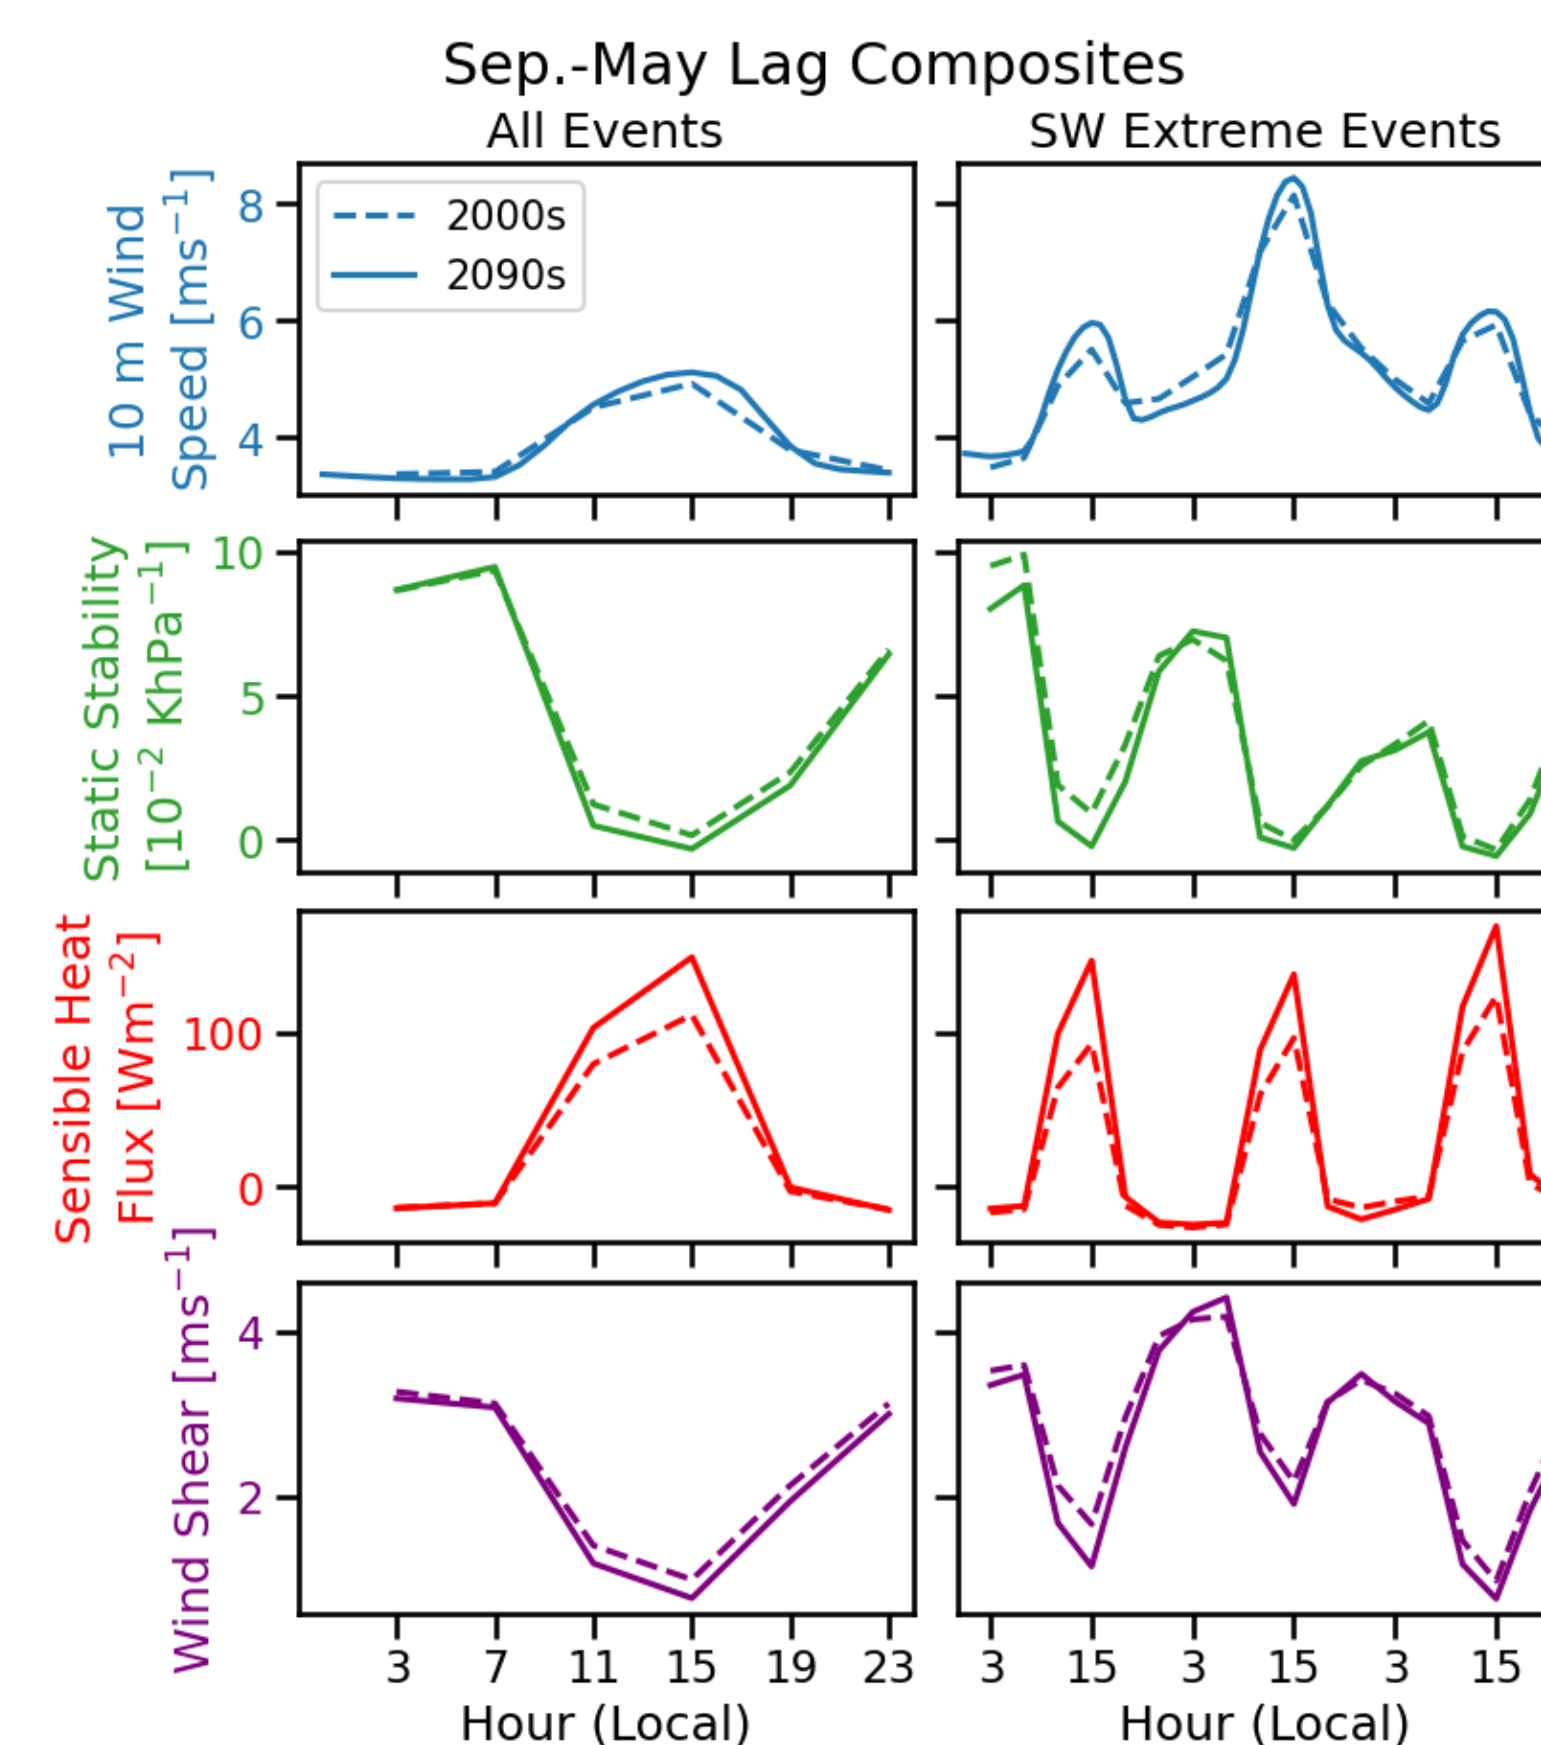 Sep.-May Lag Composites
All Events
SW Extreme Events
10 m Wind
Speed [ms⁻¹]
8
6
4
2000s
2090s
Static Stability
[10⁻² KhPa⁻¹]
10
5
0
Sensible Heat
Flux [Wm⁻²]
100
0
Wind Shear [ms⁻¹]
4
2
3 7 11 15 19 23
3 15 3 15 3 15
Hour (Local)
Hour (Local)